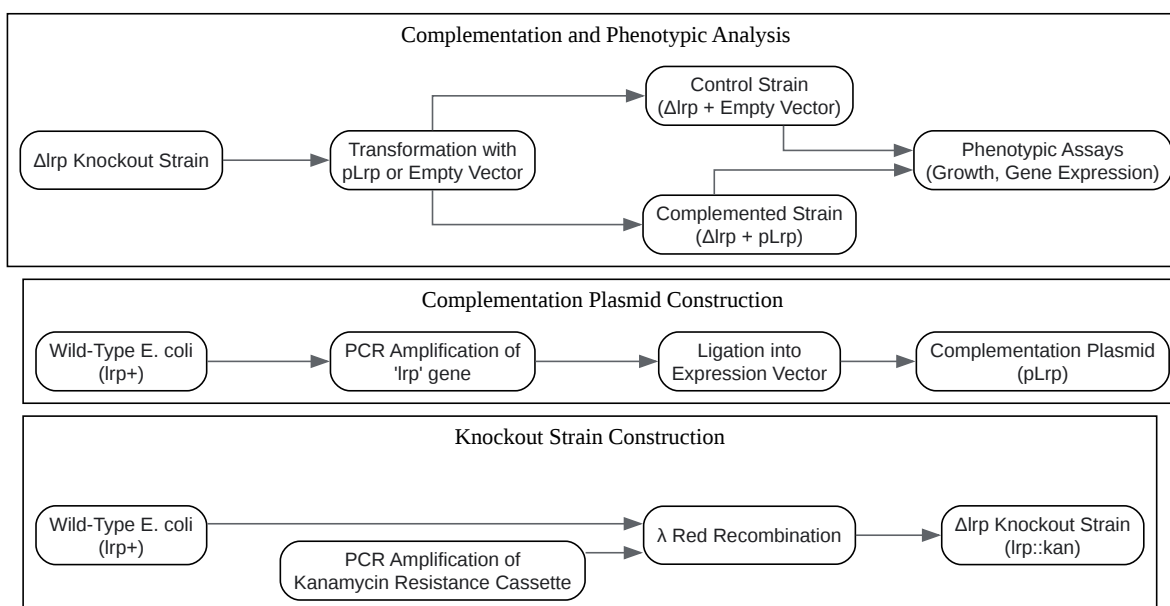 Complementation and Phenotypic Analysis
Δlrp Knockout Strain
Transformation with
pLrp or Empty Vector
Control Strain
(Δlrp + Empty Vector)
Complemented Strain
(Δlrp + pLrp)
Phenotypic Assays
(Growth, Gene Expression)
Complementation Plasmid Construction
Wild-Type E. coli
(lrp+)
PCR Amplification of
'lrp' gene
Ligation into
Expression Vector
Complementation Plasmid
(pLrp)
Knockout Strain Construction
Wild-Type E. coli
(lrp+)
PCR Amplification of
Kanamycin Resistance Cassette
λ Red Recombination
Δlrp Knockout Strain
(lrp::kan)